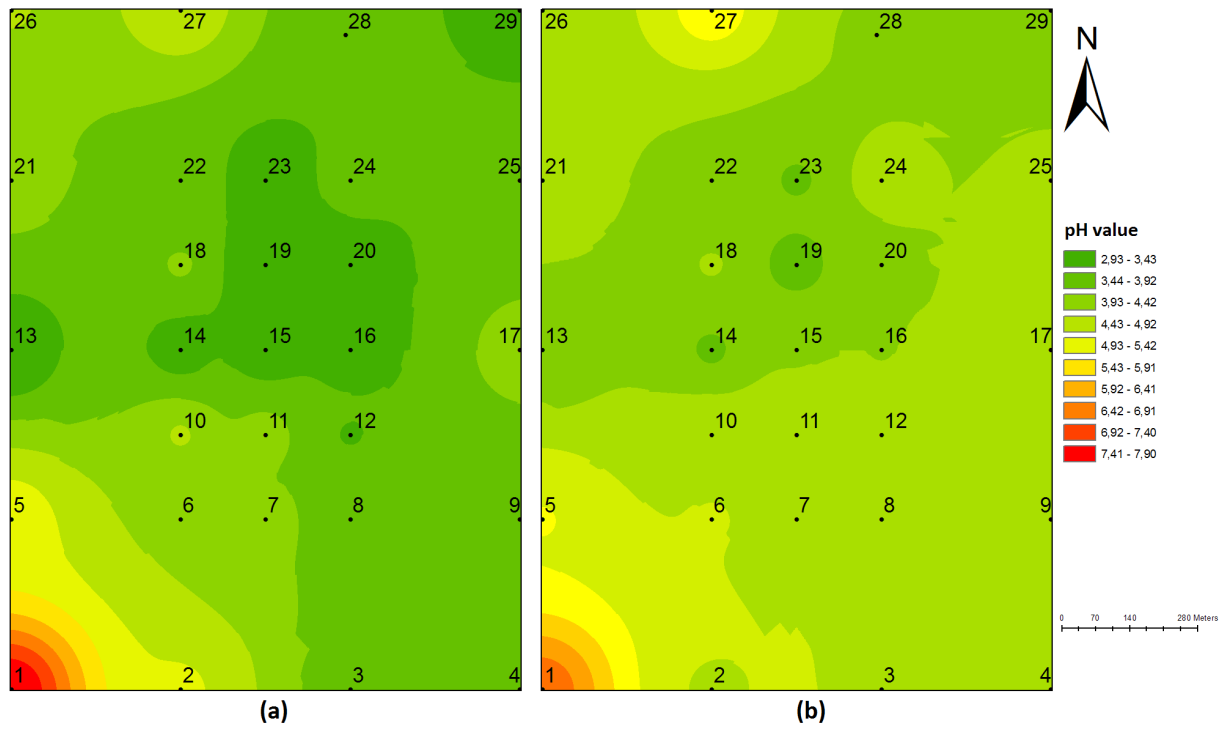 26 27 28 29
21 22 23 24 25
18 19 20
13 14 15 16 17
10 11 12
5 6 7 8 9
1 2 3 4
(a)
26 27 28 29
21 22 23 24 25
18 19 20
13 14 15 16 17
10 11 12
5 6 7 8 9
1 2 3 4
(b)
N
pH value
2,93 - 3,43
3,44 - 3,92
3,93 - 4,42
4,43 - 4,92
4,93 - 5,42
5,43 - 5,91
5,92 - 6,41
6,42 - 6,91
6,92 - 7,40
7,41 - 7,90
0 70 140 280 Meters